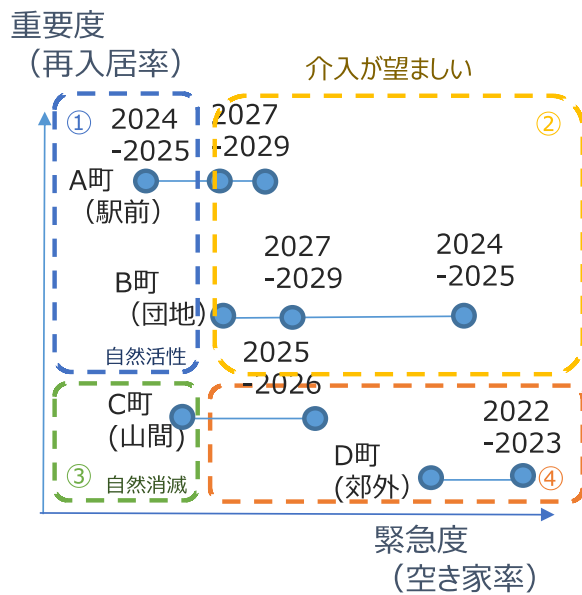 重要度
（再入居率）
介入が望ましい
①
2024
-2025
2027
-2029
②
A町
（駅前）
2027
-2029
2024
-2025
B町
（団地）
自然活性
2025
-2026
C町
(山間)
2022
-2023
D町
(郊外）
③
自然消滅
④
緊急度
（空き家率）